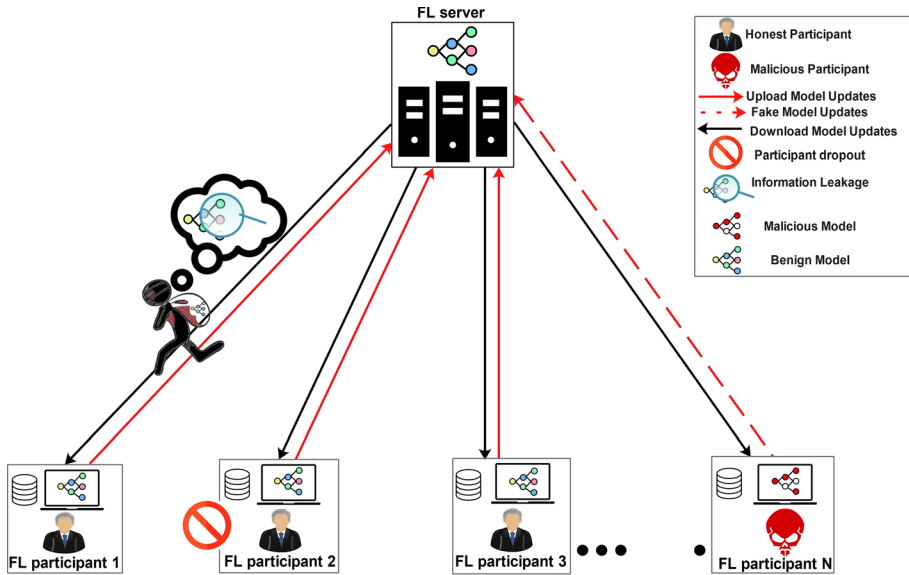 FL server
Honest Participant
Malicious Participant
Upload Model Updates
Fake Model Updates
Download Model Updates
Participant dropout
Information Leakage
Malicious Model
Benign Model
FL participant 1
FL participant 2
FL participant 3
FL participant N